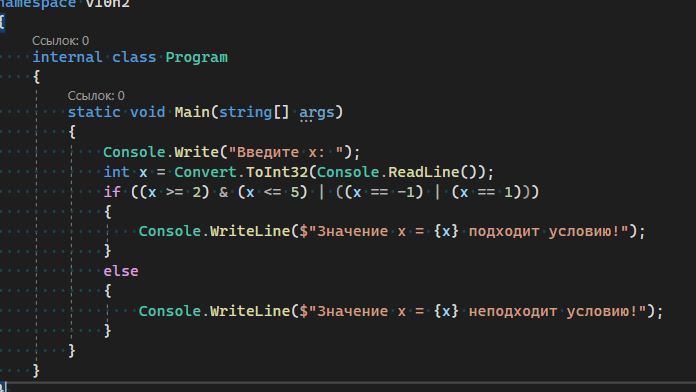 namespace v10n2
{
Ссылок: 0
internal class Program
{
Ссылок: 0
static void Main(string[] args)
{
Console.Write("Введите x: ");
int x = Convert.ToInt32(Console.ReadLine());
if ((x >= 2) & (x <= 5) | ((x == -1) | (x == 1)))
{
Console.WriteLine($"Значение x = {x} подходит условию!");
}
else
{
Console.WriteLine($"Значение x = {x} неподходит условию!");
}
}
}
}